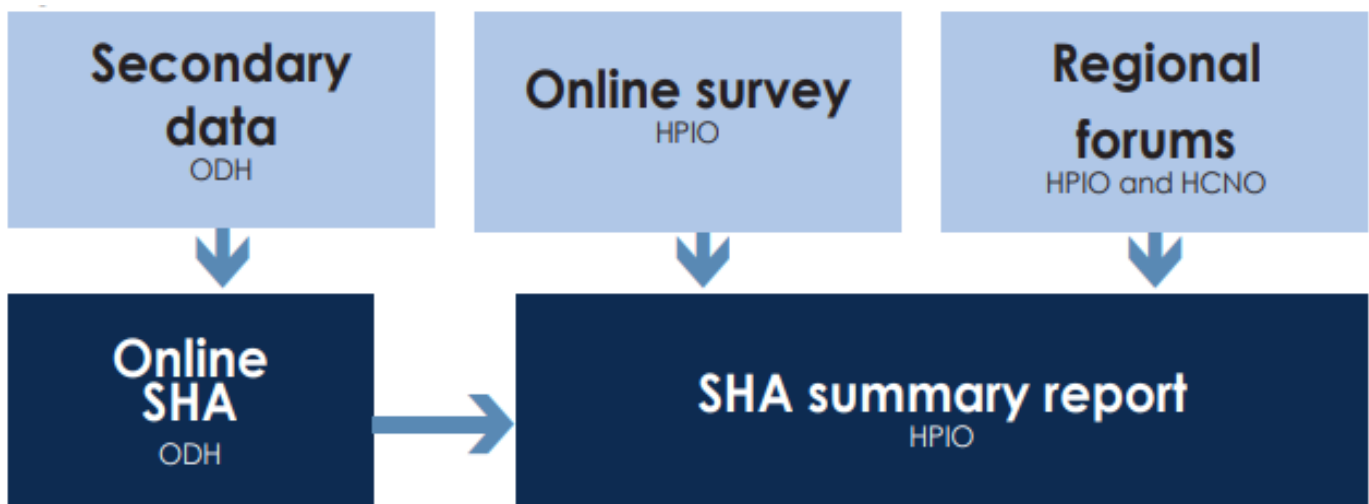 Secondary
data
ODH
Online survey
HPIO
Regional
forums
HPIO and HCNO
Online
SHA
ODH
SHA summary report
HPIO